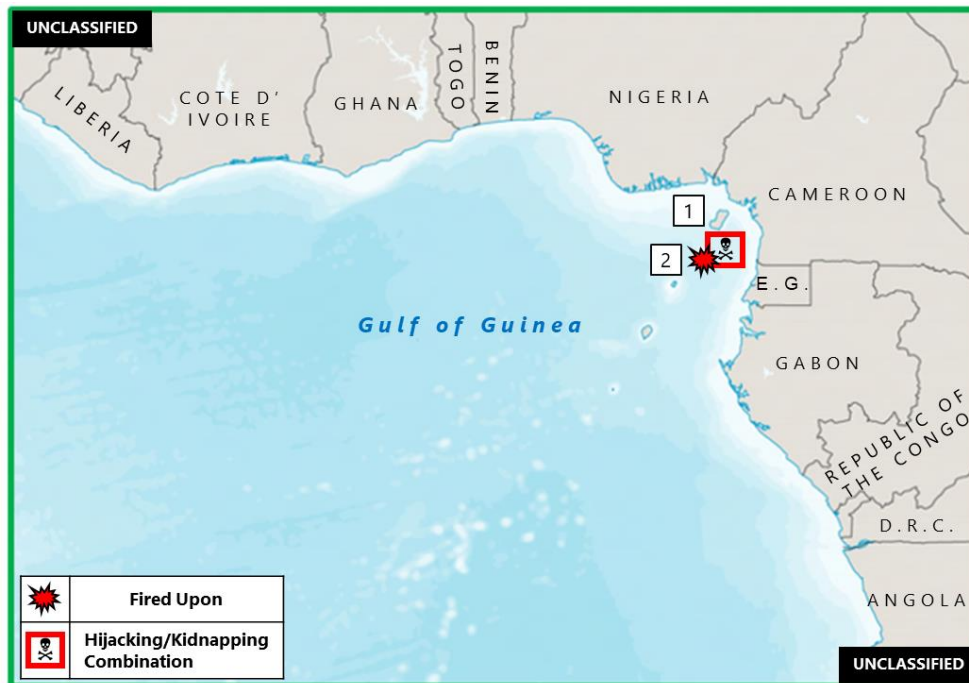 UNCLASSIFIED
LIBERIA
COTE D'
IVOIRE
GHANA
TOGO
BENIN
NIGERIA
CAMEROON
1
2
E.G.
Gulf of Guinea
GABON
REPUBLIC OF
THE CONGO
D.R.C.
ANGOLA
Fired Upon
Hijacking/Kidnapping
Combination
UNCLASSIFIED